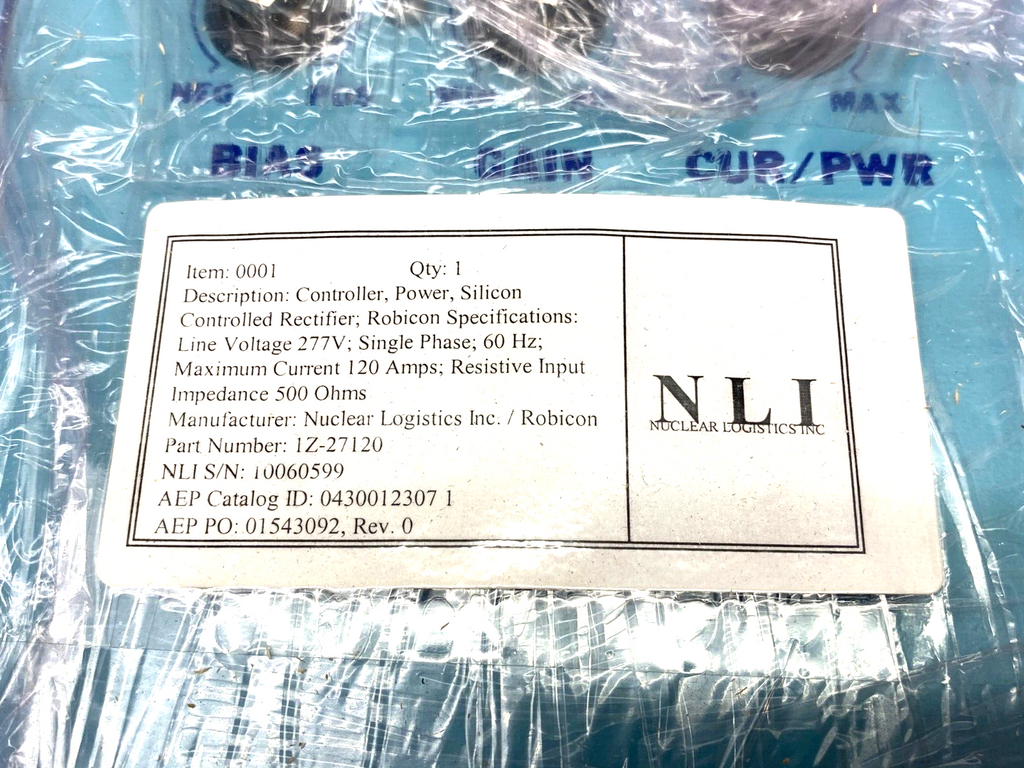 NEG POS MAX
BIAS GAIN CUR/PWR
Item: 0001 Qty: 1
Description: Controller, Power, Silicon
Controlled Rectifier; Robicon Specifications:
Line Voltage 277V; Single Phase; 60 Hz;
Maximum Current 120 Amps; Resistive Input
Impedance 500 Ohms
Manufacturer: Nuclear Logistics Inc. / Robicon
Part Number: 1Z-27120
NLI S/N: 10060599
AEP Catalog ID: 0430012307 1
AEP PO: 01543092, Rev. 0
NLI
NUCLEAR LOGISTICS INC